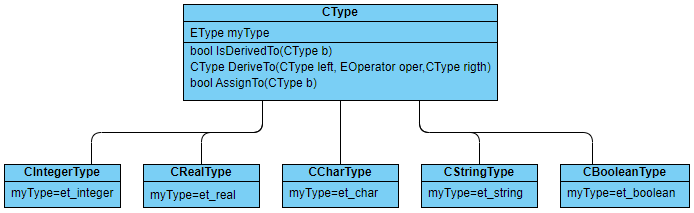 CType
EType myType
bool IsDerivedTo(CType b)
CType DeriveTo(CType left, EOperator oper,CType rigth)
bool AssignTo(CType b)
CIntegerType
myType=et_integer
CRealType
myType=et_real
CCharType
myType=et_char
CStringType
myType=et_string
CBooleanType
myType=et_boolean